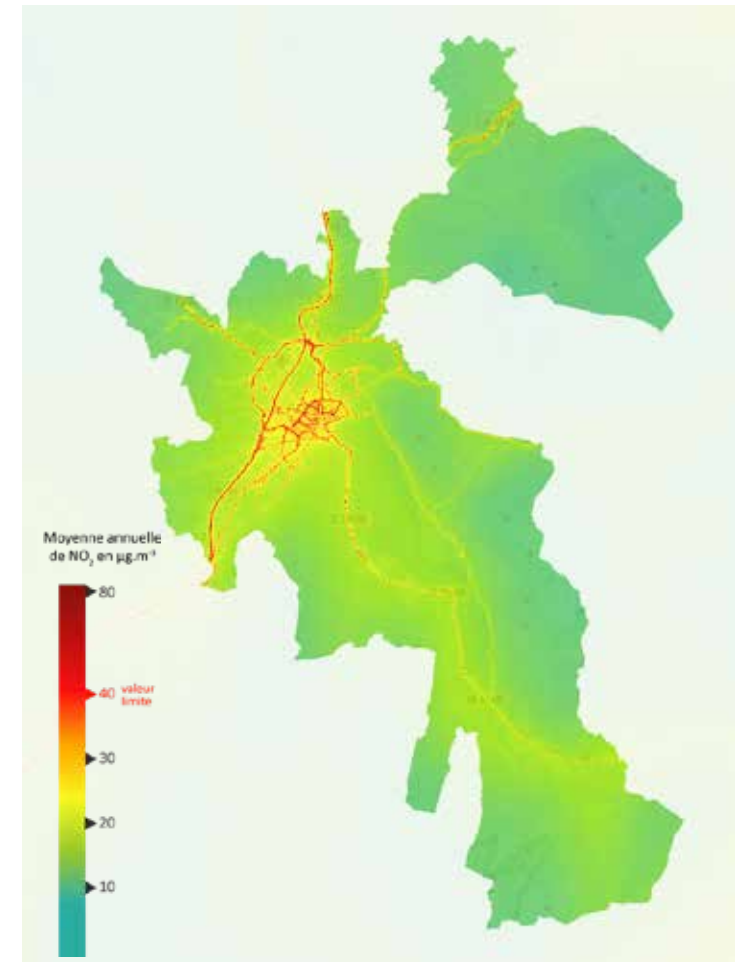 Moyenne annuelle
de NO₂ en µg.m⁻³
80
40 valeur
limite
30
20
10